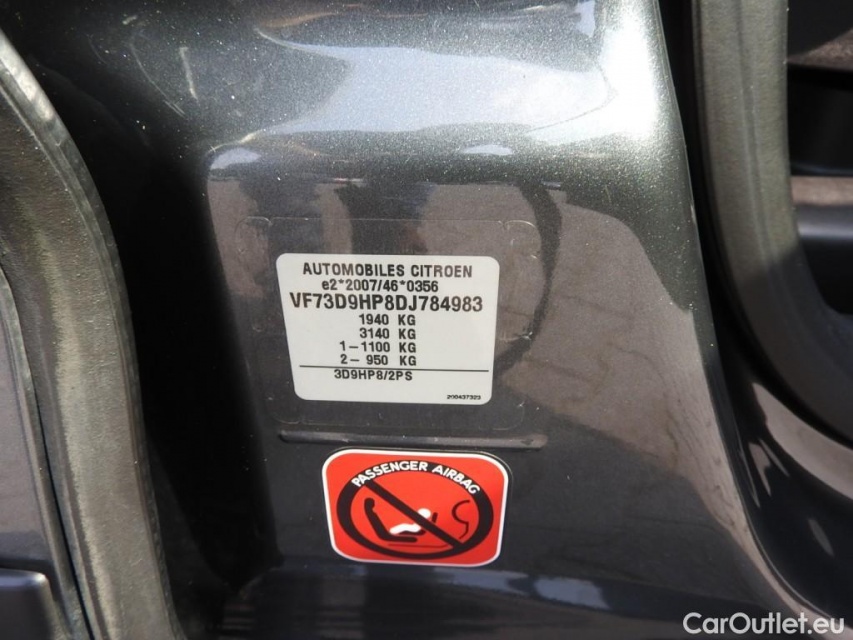 AUTOMOBILES CITROEN
e2*2007/46*0356
VF73D9HP8DJ784983
1940 KG
3140 KG
1-1100 KG
2- 950 KG
3D9HP8/2PS
200437323
PASSENGER AIRBAG
CarOutlet.eu